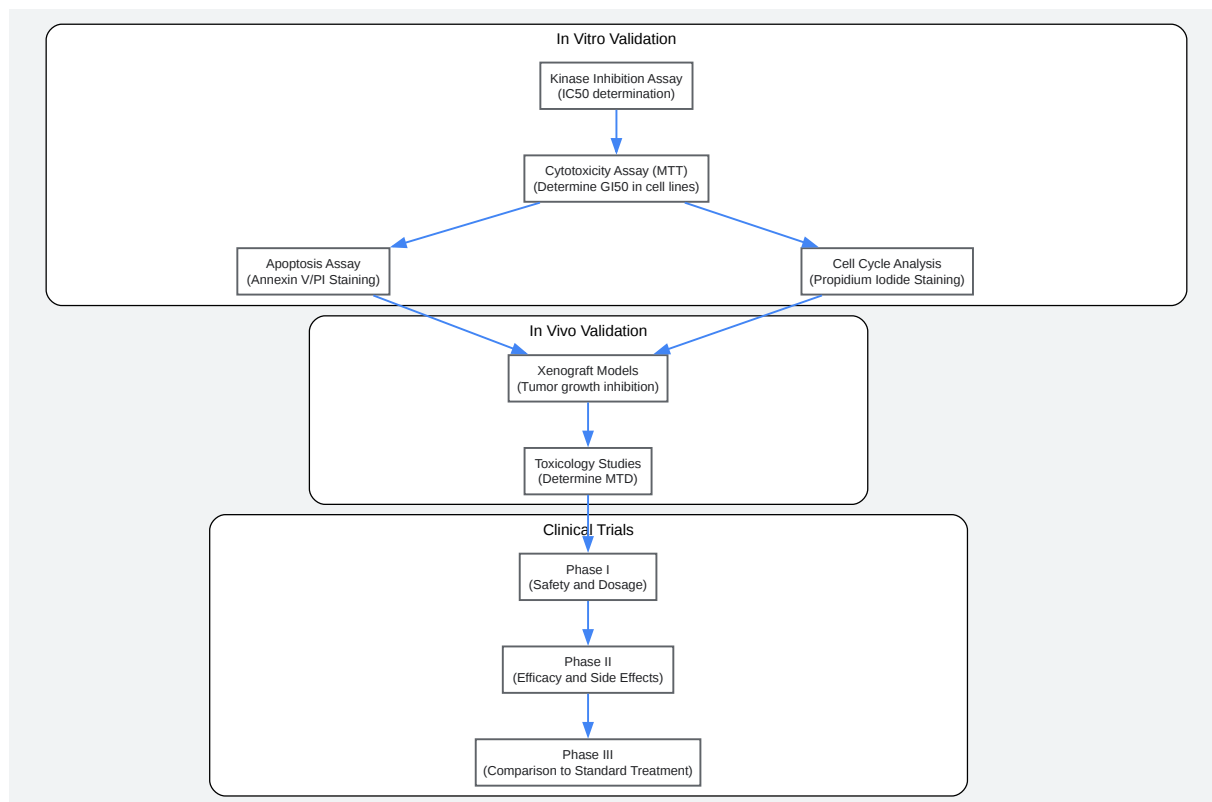 In Vitro Validation
Kinase Inhibition Assay
(IC50 determination)
Cytotoxicity Assay (MTT)
(Determine GI50 in cell lines)
Apoptosis Assay
(Annexin V/PI Staining)
Cell Cycle Analysis
(Propidium Iodide Staining)
In Vivo Validation
Xenograft Models
(Tumor growth inhibition)
Toxicology Studies
(Determine MTD)
Clinical Trials
Phase I
(Safety and Dosage)
Phase II
(Efficacy and Side Effects)
Phase III
(Comparison to Standard Treatment)